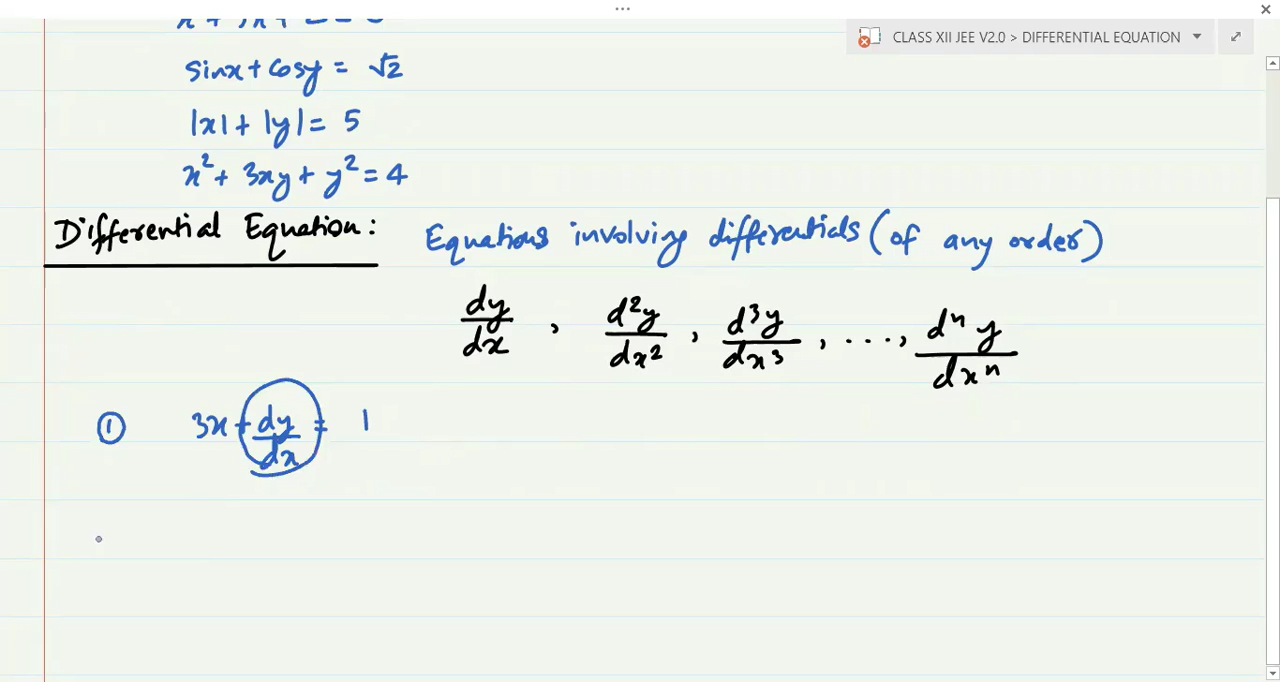 CLASS XII JEE V2.0 > DIFFERENTIAL EQUATION
sinx + cosy = √2
|x| + |y| = 5
x² + 3xy + y² = 4
Differential Equation: Equations involving differentials (of any order)
dy/dx , d²y/dx² , d³y/dx³ , ..., dⁿy/dxⁿ
① 3x + dy/dx = 1